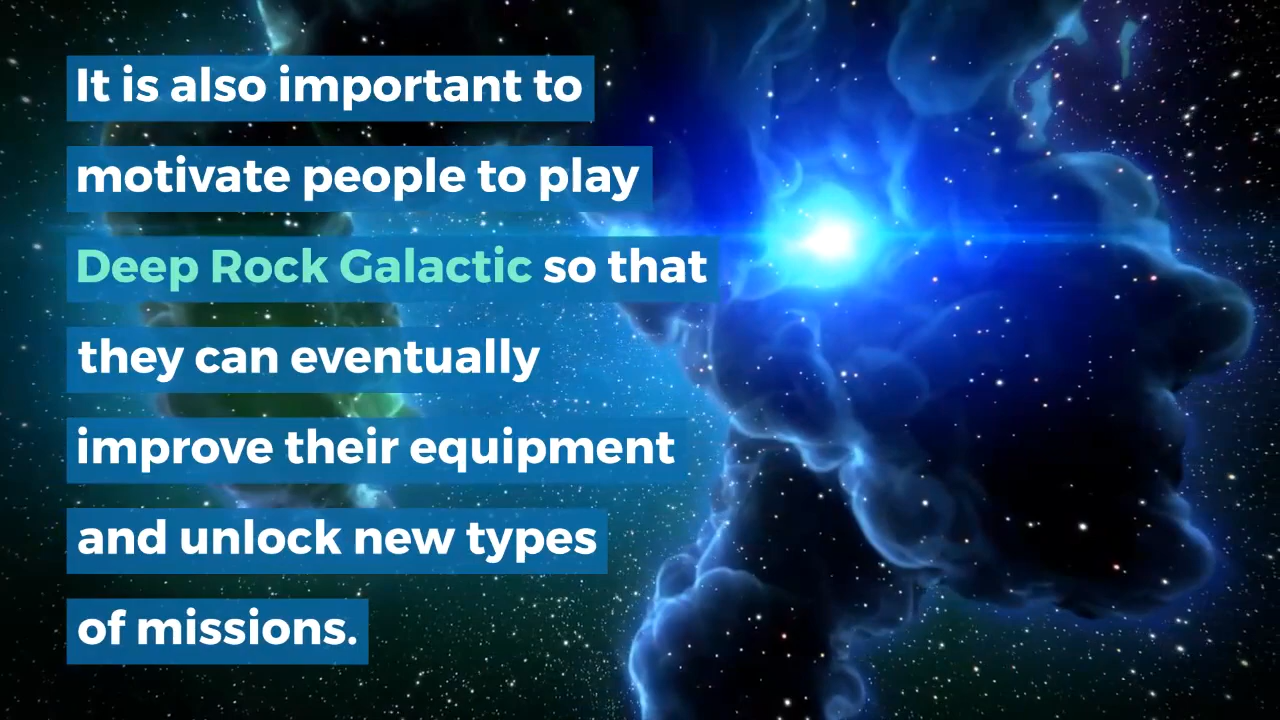 It is also important to
motivate people to play
Deep Rock Galactic so that
they can eventually
improve their equipment
and unlock new types
of missions.